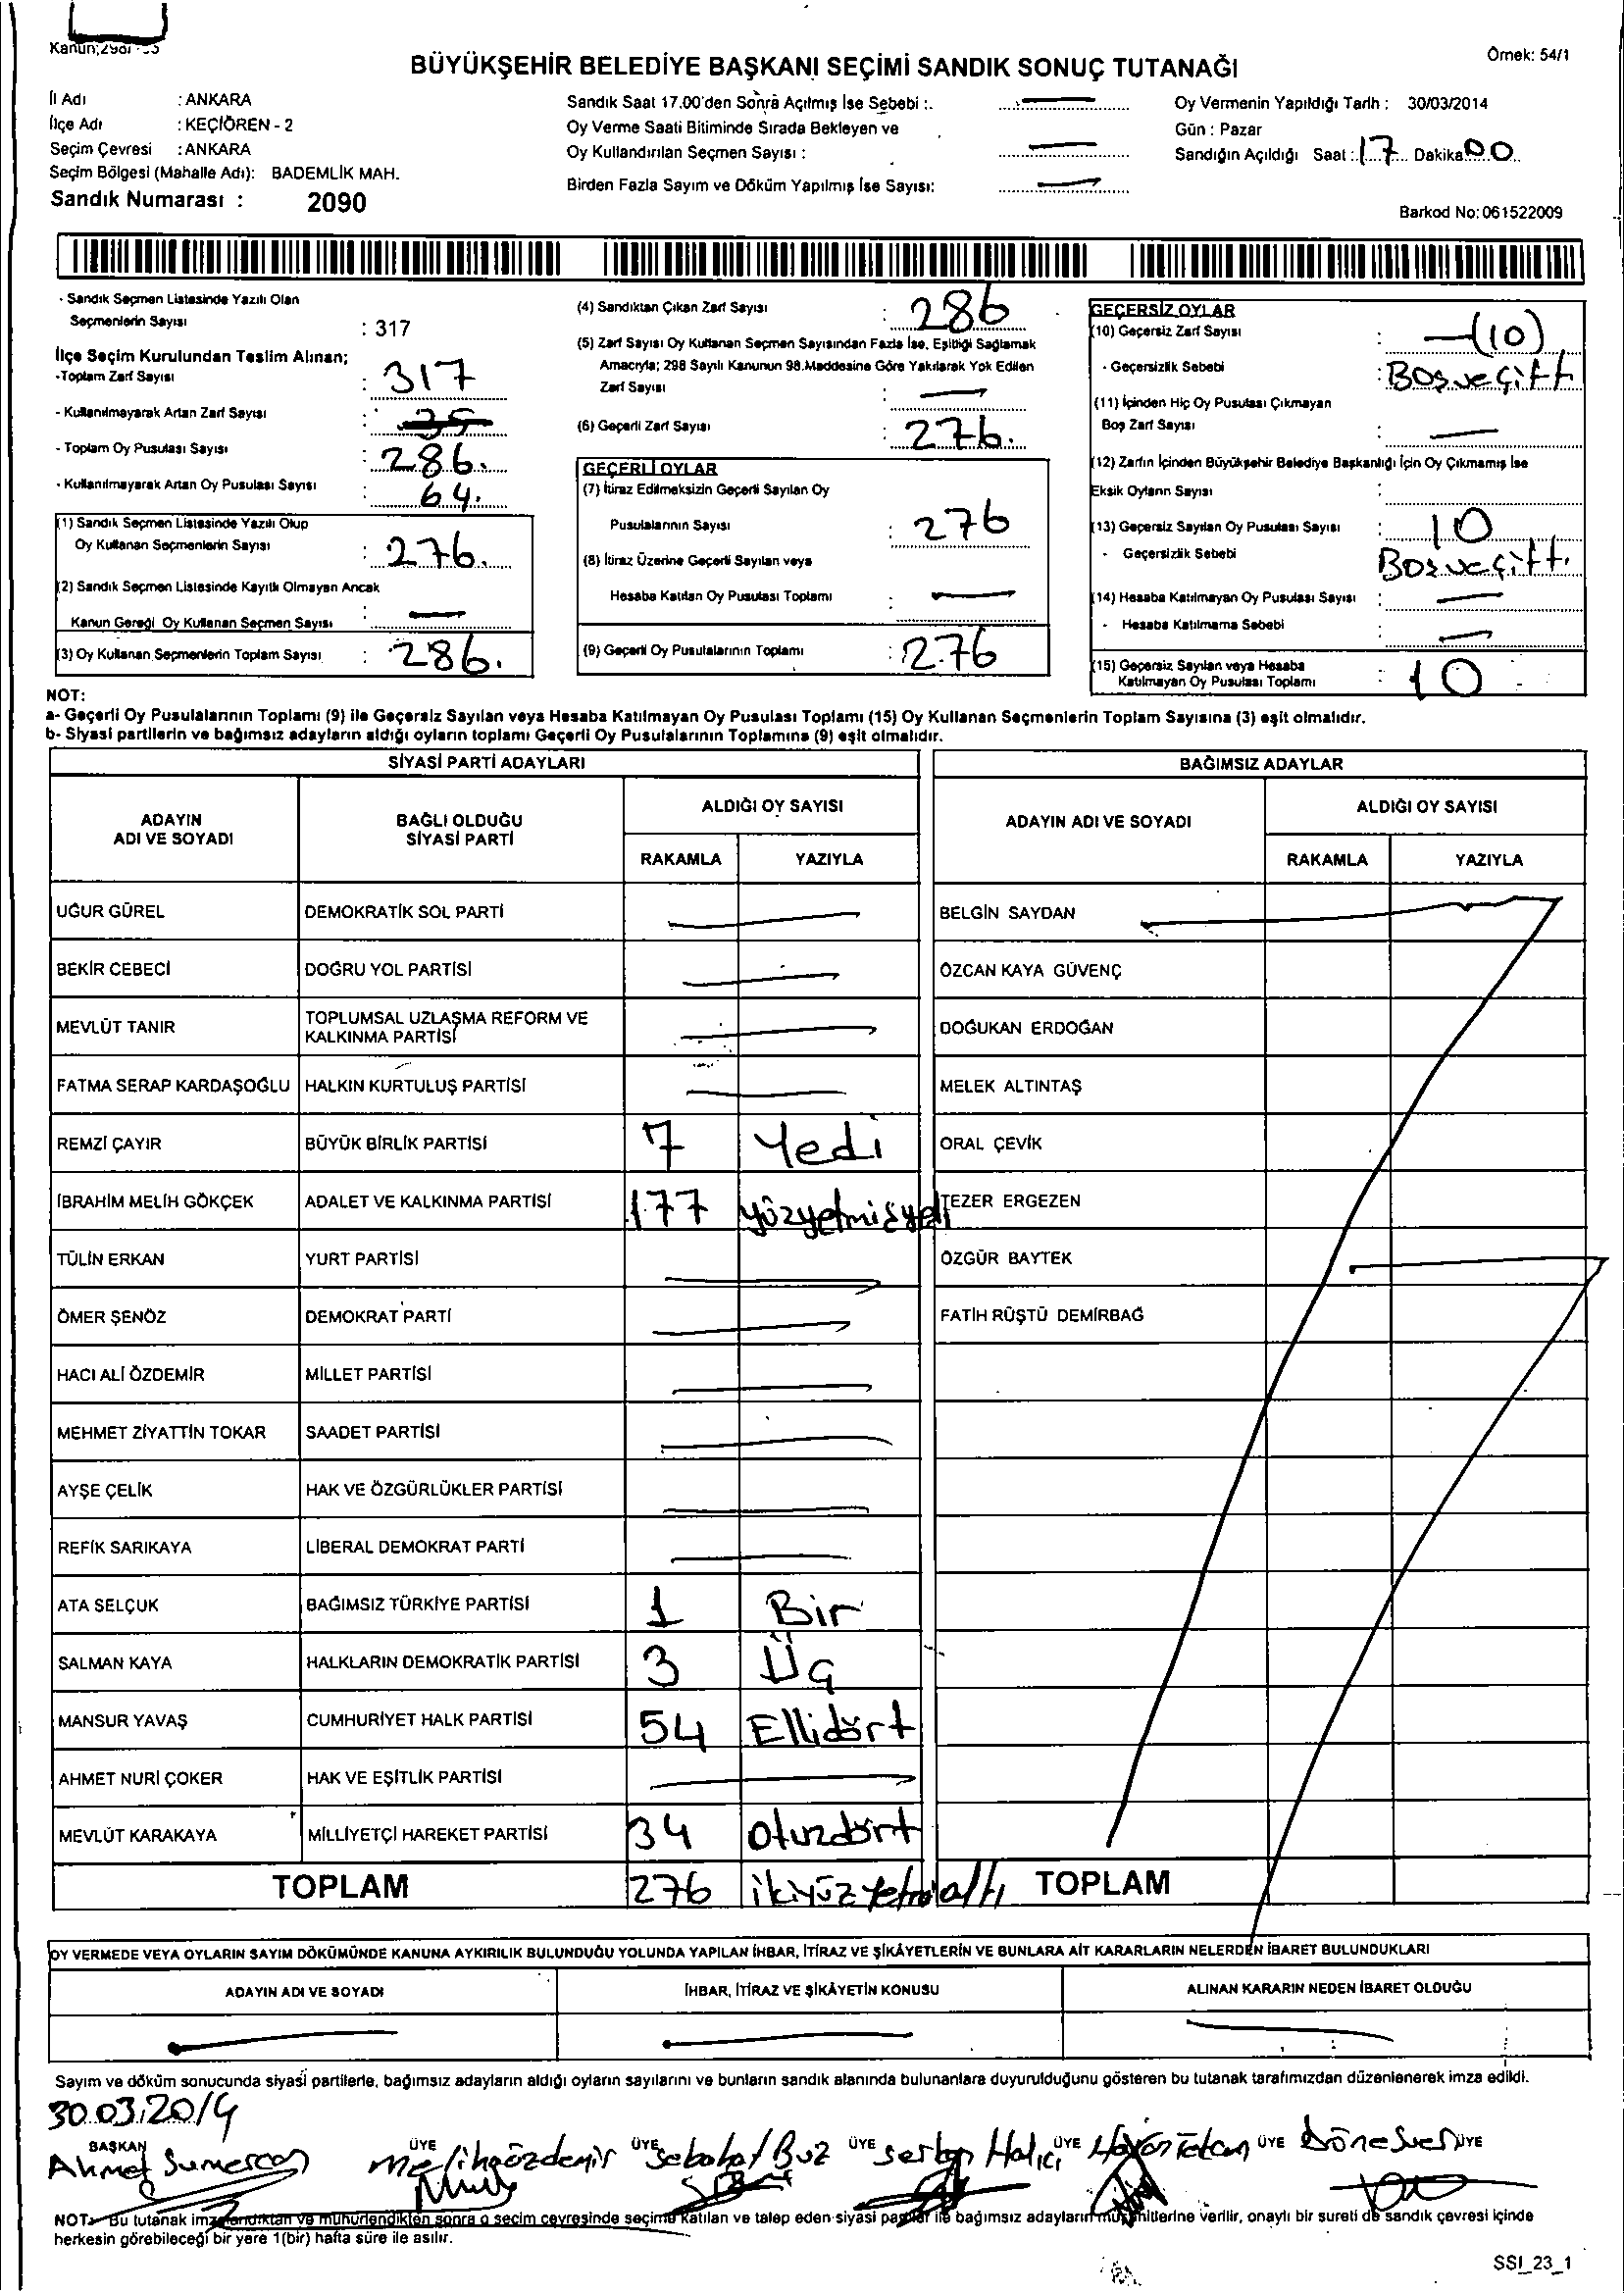 BÜYÜKŞEHİR BELEDİYE BAŞKANI SEÇİMİ SANDIK SONUÇ TUTANAĞI
Örnek: 54/1
İl Adı : ANKARA
İlçe Adı : KEÇİÖREN - 2
Seçim Çevresi : ANKARA
Seçim Bölgesi (Mahalle Adı): BADEMLİK MAH.
Sandık Numarası : 2090
Sandık Saat 17.00'den Sonra Açılmış İse Sebebi :.
Oy Verme Saati Bitiminde Sırada Bekleyen ve
Oy Kullandırılan Seçmen Sayısı :
Birden Fazla Sayım ve Döküm Yapılmış İse Sayısı:
Oy Vermenin Yapıldığı Tarih : 30/03/2014
Gün : Pazar
Sandığın Açıldığı Saat : 17 Dakika 00
Barkod No: 061522009
- Sandık Seçmen Listesinde Yazılı Olan
Seçmenlerin Sayısı : 317
İlçe Seçim Kurulundan Teslim Alınan;
-Toplam Zarf Sayısı : 317
- Kullanılmayarak Artan Zarf Sayısı : 35
- Toplam Oy Pusulası Sayısı : 286.
- Kullanılmayarak Artan Oy Pusulası Sayısı : 64.
(1) Sandık Seçmen Listesinde Yazılı Olup
Oy Kullanan Seçmenlerin Sayısı : 276.
(2) Sandık Seçmen Listesinde Kayıtlı Olmayan Ancak
Kanun Gereği Oy Kullanan Seçmen Sayısı :
(3) Oy Kullanan Seçmenlerin Toplam Sayısı : 286.
(4) Sandıktan Çıkan Zarf Sayısı : 286
(5) Zarf Sayısı Oy Kullanan Seçmen Sayısından Fazla İse, Eşitliği Sağlamak
Amacıyla; 298 Sayılı Kanunun 98.Maddesine Göre Yakılarak Yok Edilen
Zarf Sayısı :
(6) Geçerli Zarf Sayısı : 276.
GEÇERLİ OYLAR
(7) İtiraz Edilmeksizin Geçerli Sayılan Oy
Pusulalarının Sayısı : 276
(8) İtiraz Üzerine Geçerli Sayılan veya
Hesaba Katılan Oy Pusulası Toplamı :
(9) Geçerli Oy Pusulalarının Toplamı : 276
GEÇERSİZ OYLAR
(10) Geçersiz Zarf Sayısı : (10)
- Geçersizlik Sebebi : Boş ve çift
(11) İçinden Hiç Oy Pusulası Çıkmayan
Boş Zarf Sayısı :
(12) Zarfın İçinden Büyükşehir Belediye Başkanlığı İçin Oy Çıkmamış İse
Eksik Oyların Sayısı :
(13) Geçersiz Sayılan Oy Pusulası Sayısı : 10
- Geçersizlik Sebebi Boş ve çift.
(14) Hesaba Katılmayan Oy Pusulası Sayısı :
- Hesaba Katılmama Sebebi :
(15) Geçersiz Sayılan veya Hesaba
Katılmayan Oy Pusulası Toplamı : 10
NOT:
a- Geçerli Oy Pusulalarının Toplamı (9) ile Geçersiz Sayılan veya Hesaba Katılmayan Oy Pusulası Toplamı (15) Oy Kullanan Seçmenlerin Toplam Sayısına (3) eşit olmalıdır.
b- Siyasi partilerin ve bağımsız adayların aldığı oyların toplamı Geçerli Oy Pusulalarının Toplamına (9) eşit olmalıdır.
SİYASİ PARTİ ADAYLARI
ADAYIN ADI VE SOYADI
BAĞLI OLDUĞU SİYASİ PARTİ
ALDIĞI OY SAYISI
RAKAMLA YAZIYLA
UĞUR GÜREL DEMOKRATİK SOL PARTİ
BEKİR CEBECİ DOĞRU YOL PARTİSİ
MEVLÜT TANIR TOPLUMSAL UZLAŞMA REFORM VE
KALKINMA PARTİSİ
FATMA SERAP KARDAŞOĞLU HALKIN KURTULUŞ PARTİSİ
REMZİ ÇAYIR BÜYÜK BİRLİK PARTİSİ 7 Yedi
İBRAHİM MELİH GÖKÇEK ADALET VE KALKINMA PARTİSİ 177 yüzyetmişyedi
TÜLİN ERKAN YURT PARTİSİ
ÖMER ŞENÖZ DEMOKRAT PARTİ
HACI ALİ ÖZDEMİR MİLLET PARTİSİ
MEHMET ZİYATTİN TOKAR SAADET PARTİSİ
AYŞE ÇELİK HAK VE ÖZGÜRLÜKLER PARTİSİ
REFİK SARIKAYA LİBERAL DEMOKRAT PARTİ
ATA SELÇUK BAĞIMSIZ TÜRKİYE PARTİSİ 1 Bir
SALMAN KAYA HALKLARIN DEMOKRATİK PARTİSİ 3 Üç
MANSUR YAVAŞ CUMHURİYET HALK PARTİSİ 54 Ellidört
AHMET NURİ ÇOKER HAK VE EŞİTLİK PARTİSİ
MEVLÜT KARAKAYA MİLLİYETÇİ HAREKET PARTİSİ 34 Otuzdört
TOPLAM 276 ikiyüzyetmişaltı
BAĞIMSIZ ADAYLAR
ADAYIN ADI VE SOYADI
ALDIĞI OY SAYISI
RAKAMLA YAZIYLA
BELGİN SAYDAN
ÖZCAN KAYA GÜVENÇ
DOĞUKAN ERDOĞAN
MELEK ALTINTAŞ
ORAL ÇEVİK
TEZER ERGEZEN
ÖZGÜR BAYTEK
FATİH RÜŞTÜ DEMİRBAĞ
TOPLAM
OY VERMEDE VEYA OYLARIN SAYIM DÖKÜMÜNDE KANUNA AYKIRILIK BULUNDUĞU YOLUNDA YAPILAN İHBAR, İTİRAZ VE ŞİKÂYETLERİN VE BUNLARA AİT KARARLARIN NELERDEN İBARET BULUNDUKLARI
ADAYIN ADI VE SOYADI
İHBAR, İTİRAZ VE ŞİKÂYETİN KONUSU
ALINAN KARARIN NEDEN İBARET OLDUĞU
Sayım ve döküm sonucunda siyasi partilerle, bağımsız adayların aldığı oyların sayılarını ve bunların sandık alanında bulunanlara duyurulduğunu gösteren bu tutanak tarafımızdan düzenlenerek imza edildi.
30.03.2014
BAŞKAN ÜYE ÜYE ÜYE ÜYE ÜYE ÜYE
Ahmet Melih özdemir Sebahat Buz Serkan Halıcı
NOT: Bu tutanak imzalandıktan ve mühürlendikten sonra o seçim çevresinde seçime katılan ve talep eden siyasi partiler ile bağımsız adayların müşahitlerine verilir, onaylı bir sureti de sandık çevresi içinde
herkesin görebileceği bir yere 1(bir) hafta süre ile asılır.
SSI_23_1